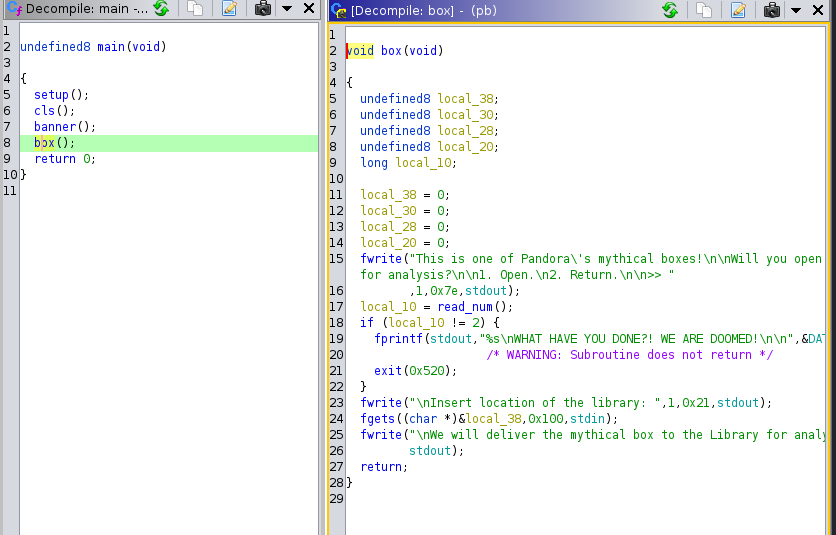 Decompile: main -...
1
2 undefined8 main(void)
3
4 {
5 setup();
6 cls();
7 banner();
8 box();
9 return 0;
10 }
11
[Decompile: box] - (pb)
1
2 void box(void)
3
4 {
5 undefined8 local_38;
6 undefined8 local_30;
7 undefined8 local_28;
8 undefined8 local_20;
9 long local_10;
10
11 local_38 = 0;
12 local_30 = 0;
13 local_28 = 0;
14 local_20 = 0;
15 fwrite("This is one of Pandora\'s mythical boxes!\n\nWill you open
for analysis?\n\n1. Open.\n2. Return.\n\n>> "
16 ,1,0x7e,stdout);
17 local_10 = read_num();
18 if (local_10 != 2) {
19 fprintf(stdout,"%s\nWHAT HAVE YOU DONE?! WE ARE DOOMED!\n\n",&DAT
20 /* WARNING: Subroutine does not return */
21 exit(0x520);
22 }
23 fwrite("\nInsert location of the library: ",1,0x21,stdout);
24 fgets((char *)&local_38,0x100,stdin);
25 fwrite("\nWe will deliver the mythical box to the Library for analy
26 stdout);
27 return;
28 }
29